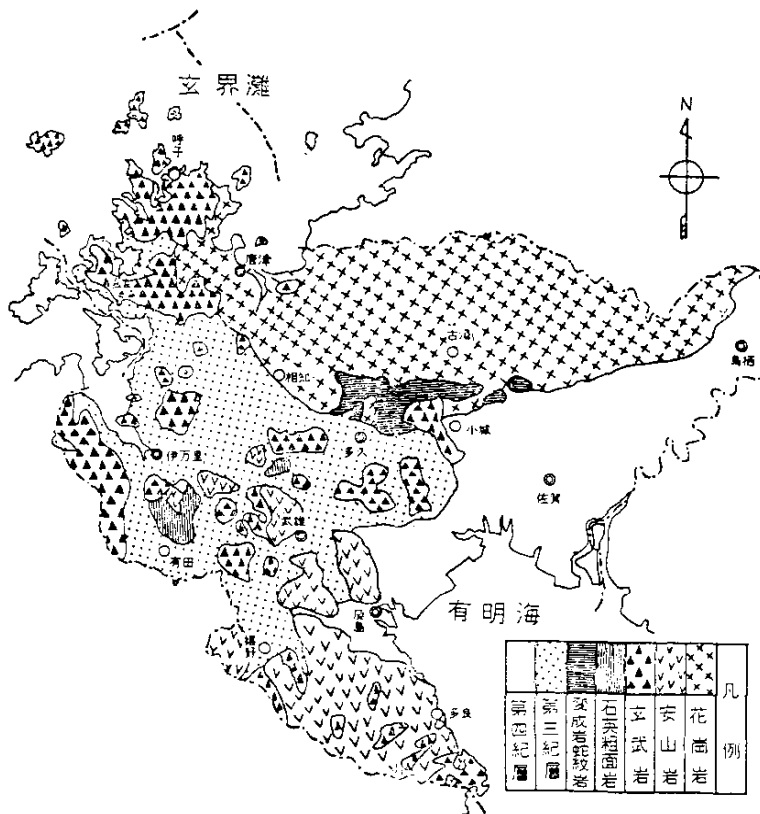 玄界灘
N
呼子
唐津
古湯
鳥栖
相知
小城
伊万里
多久
佐賀
武雄
有田
有明海
鹿島
嬉野
多良
凡例
花崗岩
安山岩
玄武岩
石英粗面岩
変成岩蛇紋岩
第三紀層
第四紀層